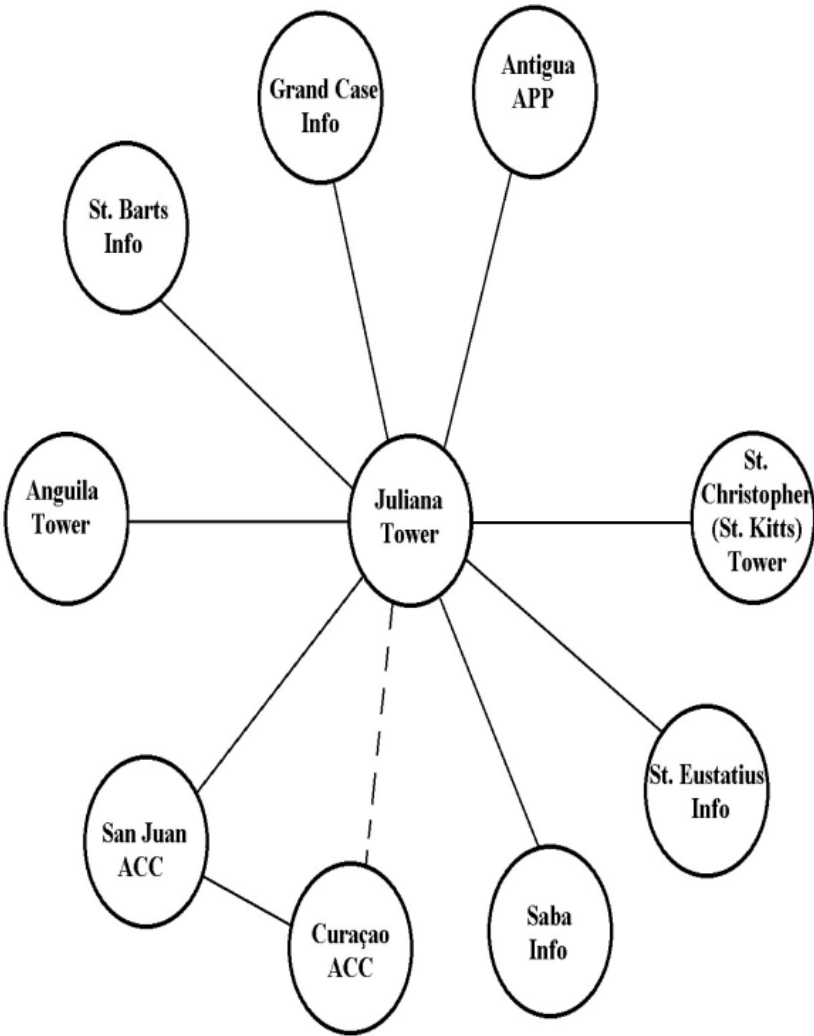 Grand Case
Info
Antigua
APP
St. Barts
Info
Anguila
Tower
Juliana
Tower
St.
Christopher
(St. Kitts)
Tower
San Juan
ACC
Curaçao
ACC
Saba
Info
St. Eustatius
Info